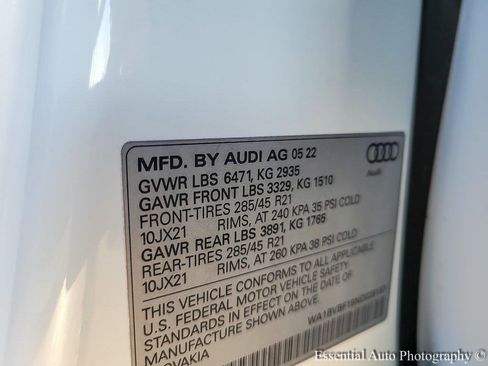 MFD. BY AUDI AG 05 22
GVWR LBS 6471, KG 2935
GAWR FRONT LBS 3329, KG 1510
FRONT-TIRES 285/45 R21
10JX21 RIMS, AT 240 KPA 35 PSI COLD
GAWR REAR LBS 3891, KG 1765
REAR-TIRES 285/45 R21
10JX21 RIMS, AT 260 KPA 38 PSI COLD
THIS VEHICLE CONFORMS TO ALL
U.S. FEDERAL MOTOR VEHICLE SAFETY
STANDARDS IN EFFECT ON THE DATE OF
MANUFACTURE SHOWN ABOVE.
SLOVAKIA
Audi
Essential Auto Photography ©